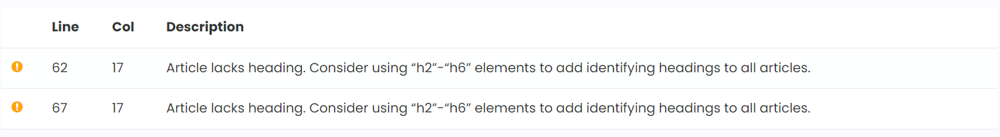 Line Col Description
62 17 Article lacks heading. Consider using “h2”-“h6” elements to add identifying headings to all articles.
67 17 Article lacks heading. Consider using “h2”-“h6” elements to add identifying headings to all articles.